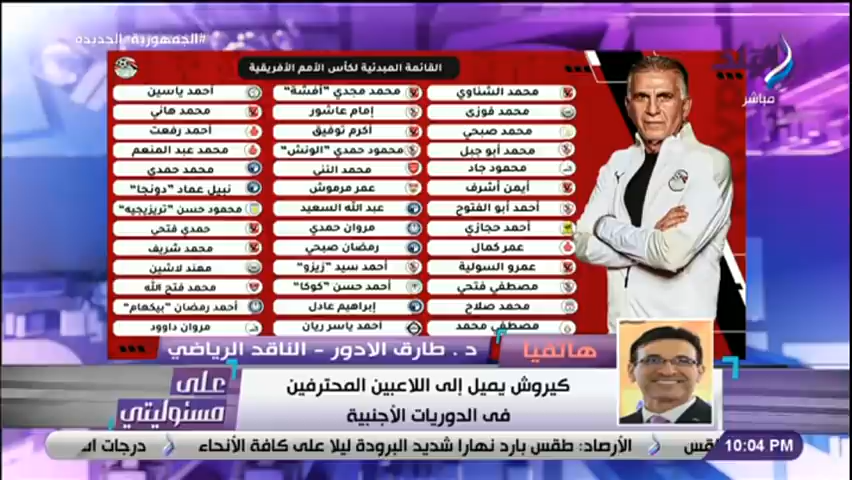 #الجمهورية_الجديدة
مباشر
القائمة المبدئية لكأس الأمم الأفريقية
محمد الشناوي
محمد فوزى
محمد صبحي
محمد أبو جبل
محمود جاد
أيمن أشرف
أحمد أبو الفتوح
أحمد حجازي
عمر كمال
عمرو السولية
مصطفي فتحي
محمد صلاح
مصطفي محمد
محمد مجدي "أفشة"
إمام عاشور
أكرم توفيق
محمود حمدي "الونش"
محمد النني
عمر مرموش
عبد الله السعيد
مروان حمدي
رمضان صبحي
أحمد سيد "زيزو"
أحمد حسن "كوكا"
إبراهيم عادل
أحمد ياسر ريان
أحمد ياسين
محمد هاني
أحمد رفعت
محمد عبد المنعم
محمد حمدي
نبيل عماد "دونجا"
محمود حسن "تريزيجيه"
حمدي فتحي
محمد شريف
مهند لاشين
محمد فتح الله
أحمد رمضان "بيكهام"
مروان داوود
هاتفيا
د . طارق الادور - الناقد الرياضي
على مسئوليتي
كيروش يميل إلى اللاعبين المحترفين
فى الدوريات الأجنبية
10:04 PM
الأرصاد: طقس بارد نهارا شديد البرودة ليلا على كافة الأنحاء
درجات